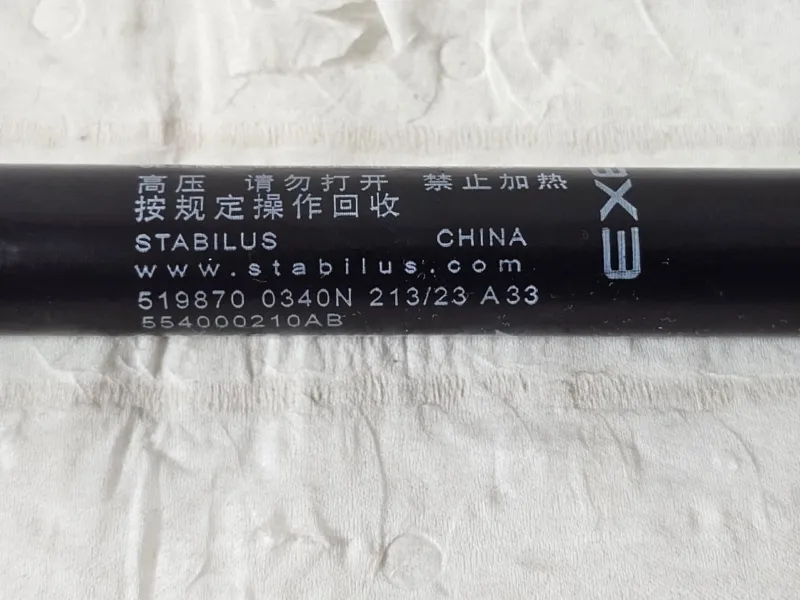 高压 请勿打开 禁止加热
按规定操作回收
STABILUS CHINA
www.stabilus.com
519870 0340N 213/23 A33
554000210AB
EX